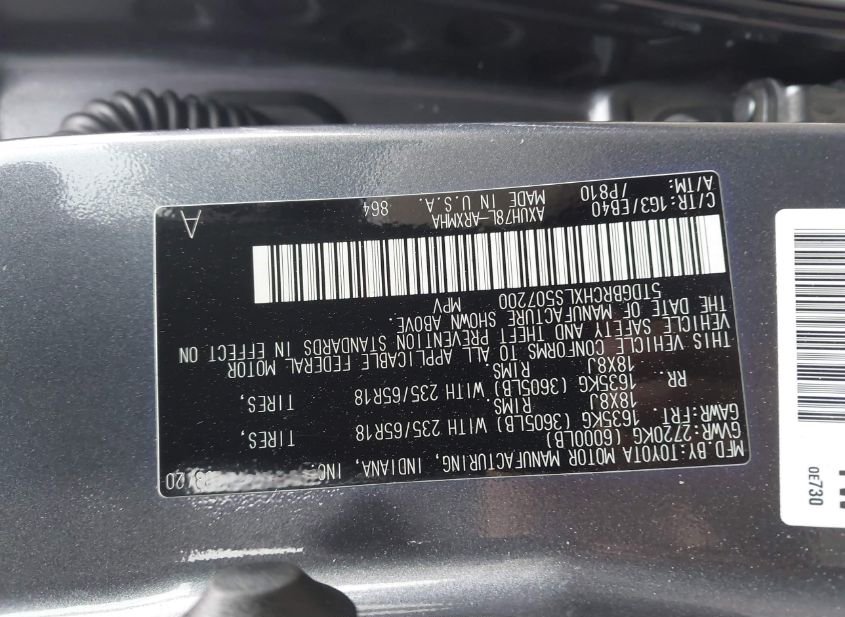 MFD.BY:TOYOTA MOTOR MANUFACTURING, INDIANA, INC. 3/20
GVWR:2720KG (6000LB)
GAWR:FRT. 1635KG (3605LB) WITH 235/65R18 TIRES,
18X8J RIMS
RR. 1635KG (3605LB) WITH 235/65R18 TIRES,
18X8J RIMS
THIS VEHICLE CONFORMS TO ALL APPLICABLE FEDERAL MOTOR
VEHICLE SAFETY AND THEFT PREVENTION STANDARDS IN EFFECT ON
THE DATE OF MANUFACTURE SHOWN ABOVE.
5TDGBRCHXLS507200 MPV
C/TR:1G3/EB40 AXUH78L-ARXMHA
A/TM: /P810 MADE IN U.S.A. 864
A
0E730